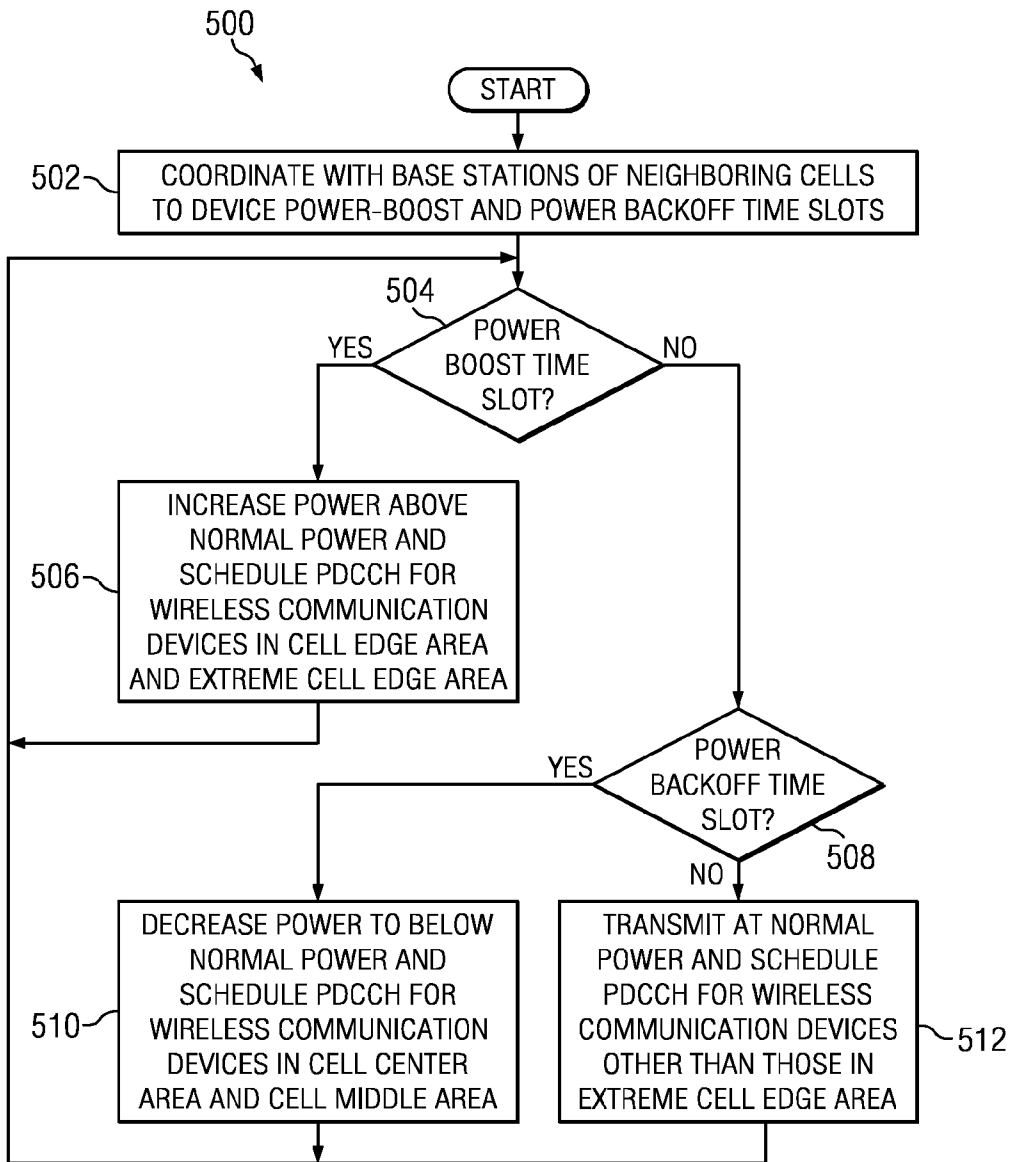 500
START
502
COORDINATE WITH BASE STATIONS OF NEIGHBORING CELLS
TO DEVICE POWER-BOOST AND POWER BACKOFF TIME SLOTS
504
POWER
BOOST TIME
SLOT?
YES
NO
506
INCREASE POWER ABOVE
NORMAL POWER AND
SCHEDULE PDCCH FOR
WIRELESS COMMUNICATION
DEVICES IN CELL EDGE AREA
AND EXTREME CELL EDGE AREA
POWER
BACKOFF TIME
SLOT?
508
YES
NO
510
DECREASE POWER TO BELOW
NORMAL POWER AND
SCHEDULE PDCCH FOR
WIRELESS COMMUNICATION
DEVICES IN CELL CENTER
AREA AND CELL MIDDLE AREA
TRANSMIT AT NORMAL
POWER AND SCHEDULE
PDCCH FOR WIRELESS
COMMUNICATION DEVICES
OTHER THAN THOSE IN
EXTREME CELL EDGE AREA
512